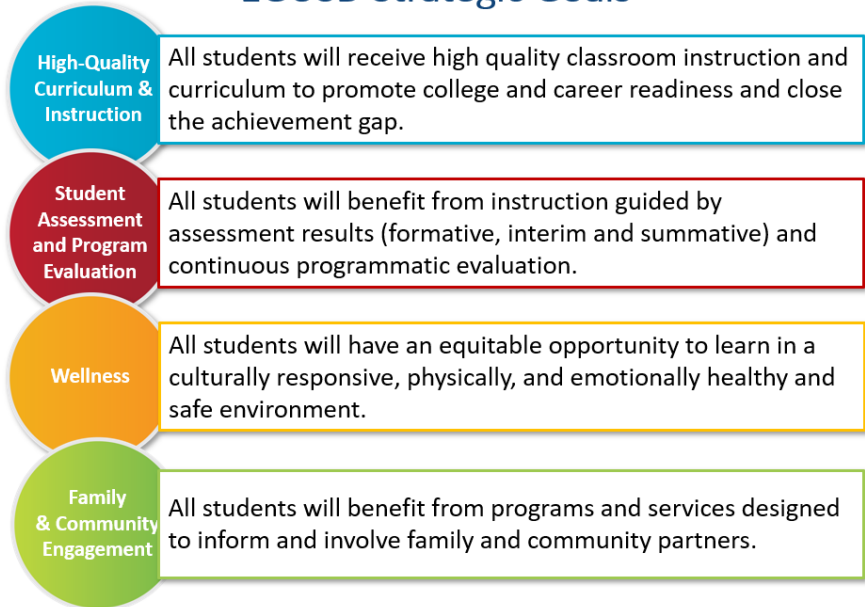 EGUSD Strategic Goals
High-Quality
Curriculum &
Instruction
All students will receive high quality classroom instruction and
curriculum to promote college and career readiness and close
the achievement gap.
Student
Assessment
and Program
Evaluation
All students will benefit from instruction guided by
assessment results (formative, interim and summative) and
continuous programmatic evaluation.
Wellness
All students will have an equitable opportunity to learn in a
culturally responsive, physically, and emotionally healthy and
safe environment.
Family
& Community
Engagement
All students will benefit from programs and services designed
to inform and involve family and community partners.